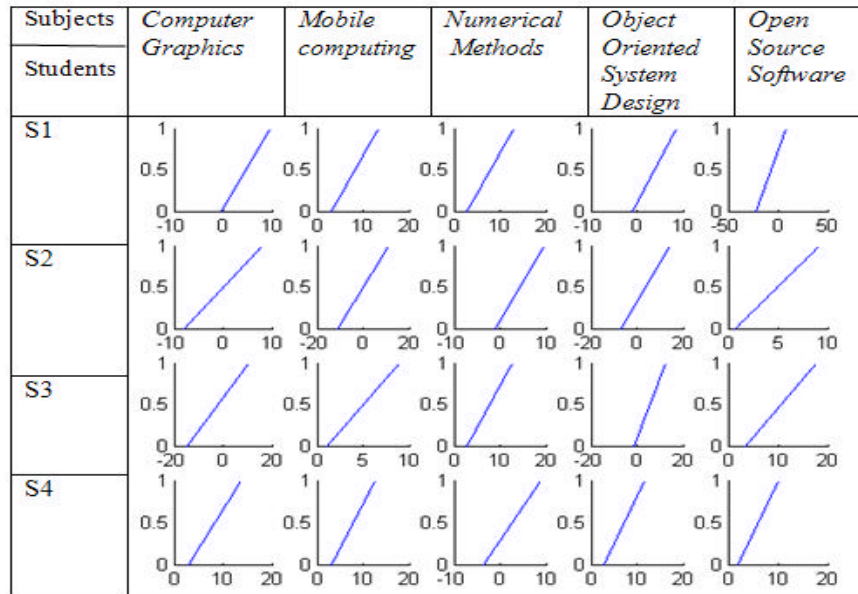 Subjects
Students
Computer
Graphics
Mobile
computing
Numerical
Methods
Object
Oriented
System
Design
Open
Source
Software
S1
1 1 1 1 1
0.5 0.5 0.5 0.5 0.5
0 0 0 0 0
-10 0 10 0 10 20 0 10 20 -10 0 10 -50 0 50
S2
1 1 1 1 1
0.5 0.5 0.5 0.5 0.5
0 0 0 0 0
-10 0 10 -20 0 20 -10 0 10 -20 0 20 0 5 10
S3
1 1 1 1 1
0.5 0.5 0.5 0.5 0.5
0 0 0 0 0
-20 0 20 0 5 10 0 10 20 -20 0 20 0 10 20
S4
1 1 1 1 1
0.5 0.5 0.5 0.5 0.5
0 0 0 0 0
0 10 20 0 10 20 -10 0 10 0 10 20 0 10 20